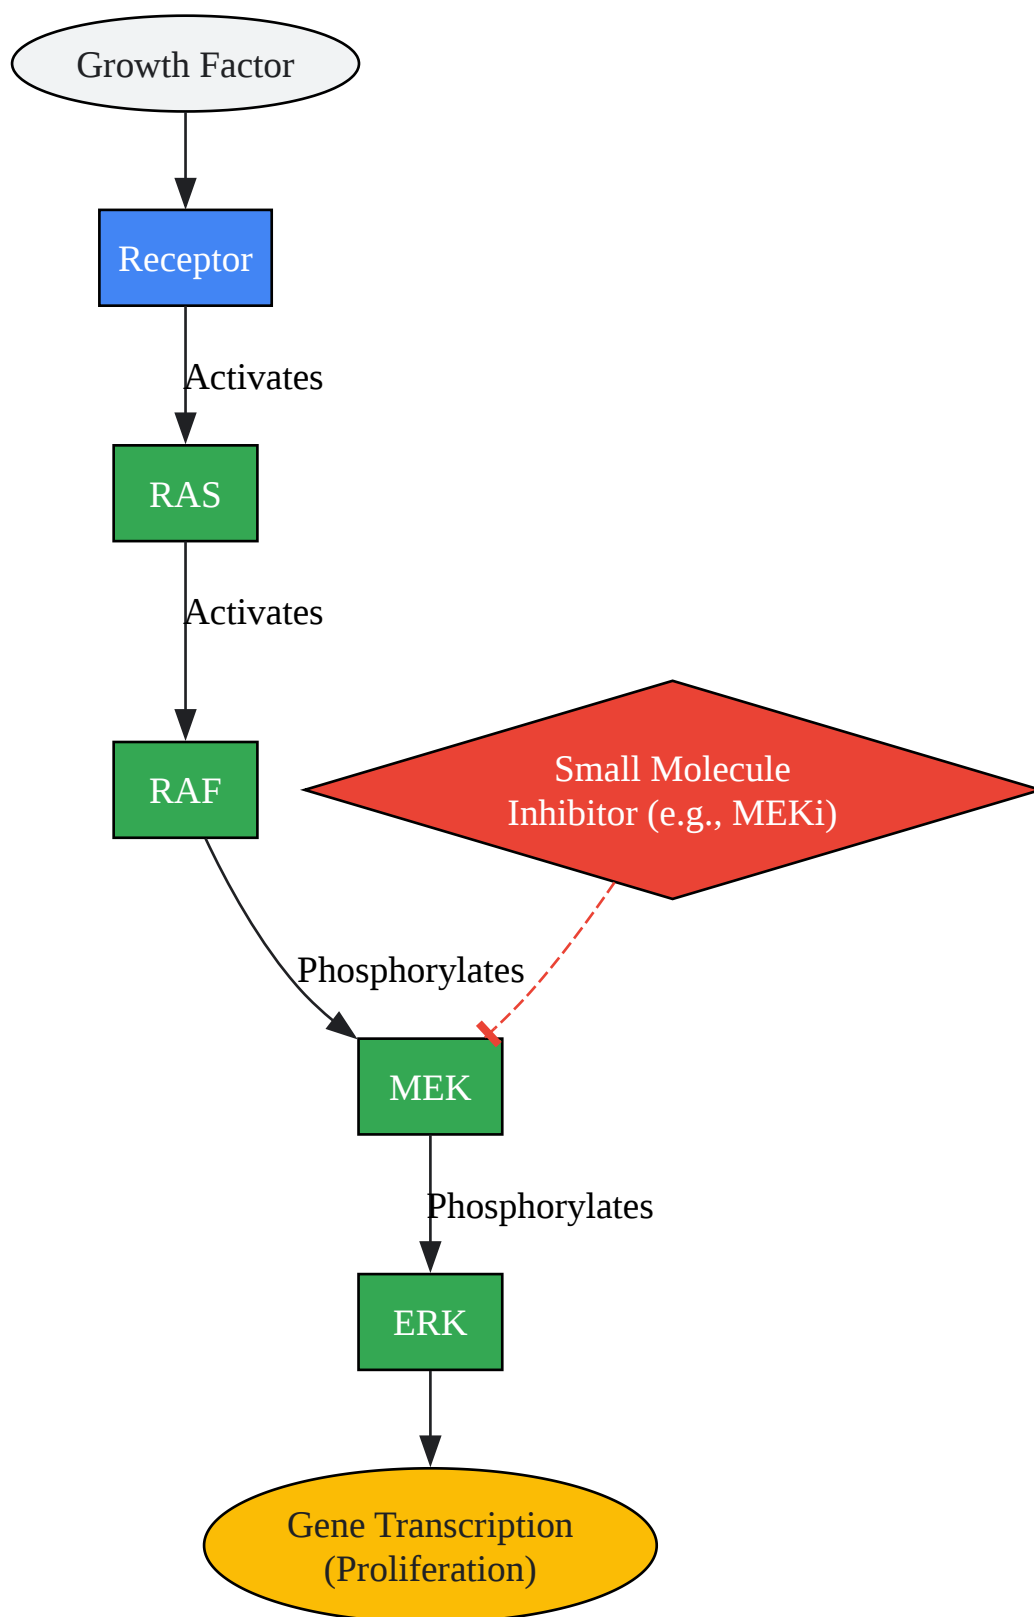 Growth Factor
Receptor
Activates
RAS
Activates
RAF
Small Molecule
Inhibitor (e.g., MEKi)
Phosphorylates
MEK
Phosphorylates
ERK
Gene Transcription
(Proliferation)